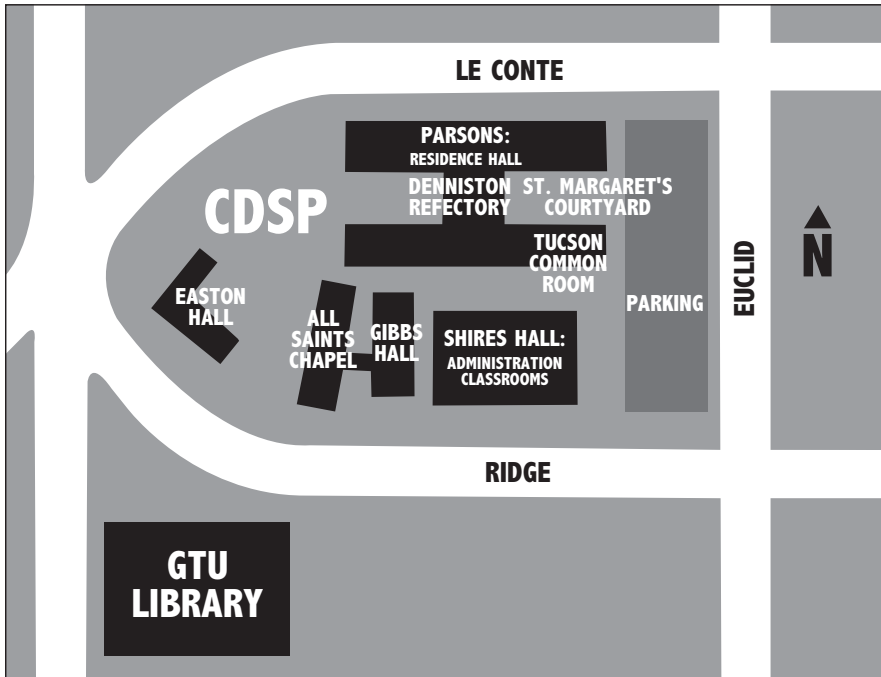 LE CONTE
PARSONS:
RESIDENCE HALL
DENNISTON
REFECTORY
ST. MARGARET'S
COURTYARD
CDSP
TUCSON
COMMON
ROOM
N
EUCLID
PARKING
EASTON
HALL
ALL
SAINTS
CHAPEL
GIBBS
HALL
SHIRES HALL:
ADMINISTRATION
CLASSROOMS
RIDGE
GTU
LIBRARY